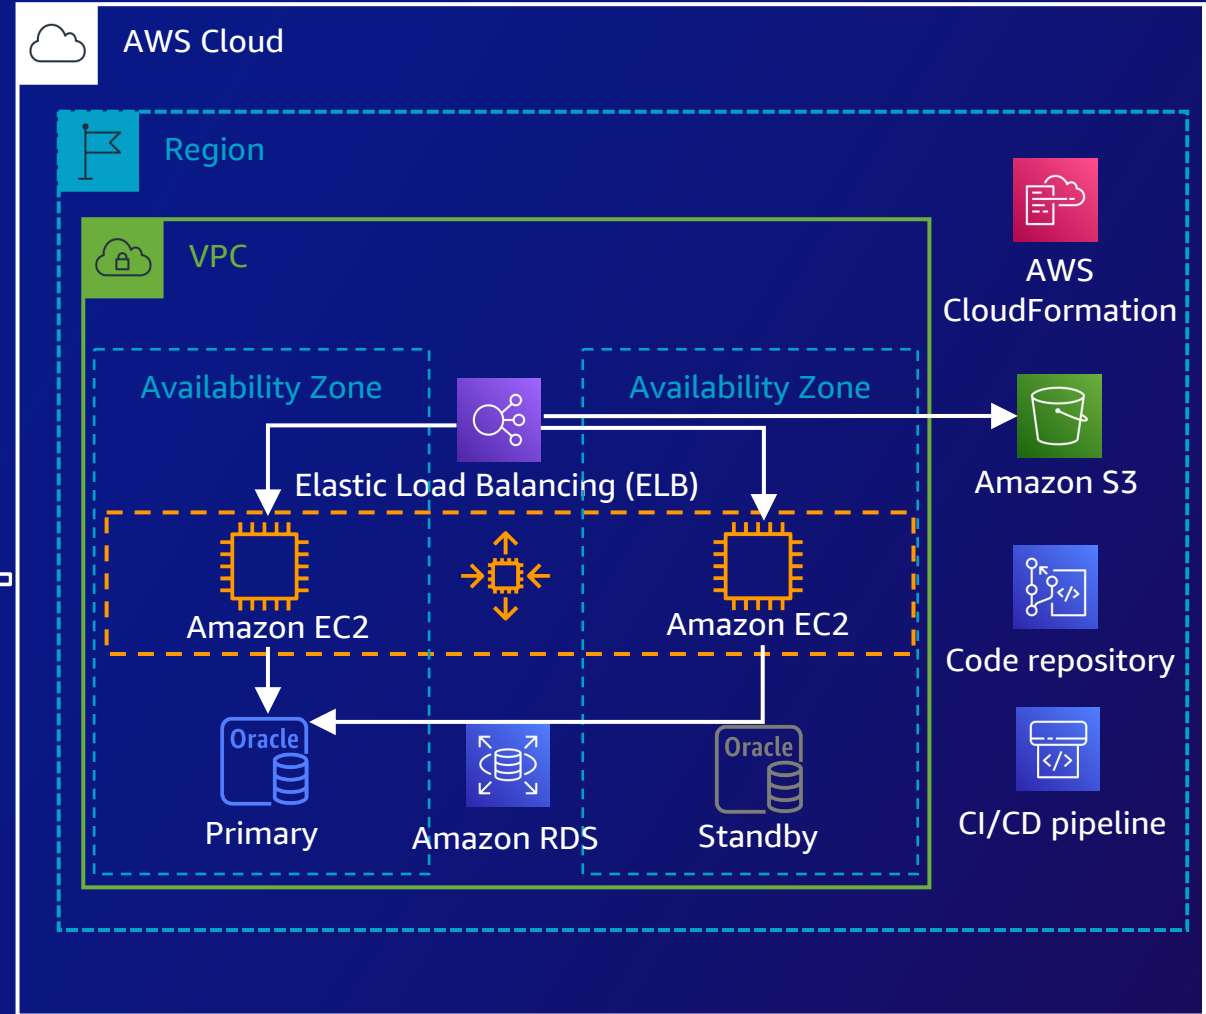 AWS Cloud
Region
VPC
AWS
CloudFormation
Availability Zone
Availability Zone
Elastic Load Balancing (ELB)
Amazon S3
Amazon EC2
Amazon EC2
Code repository
Oracle
Primary
Amazon RDS
Oracle
Standby
CI/CD pipeline